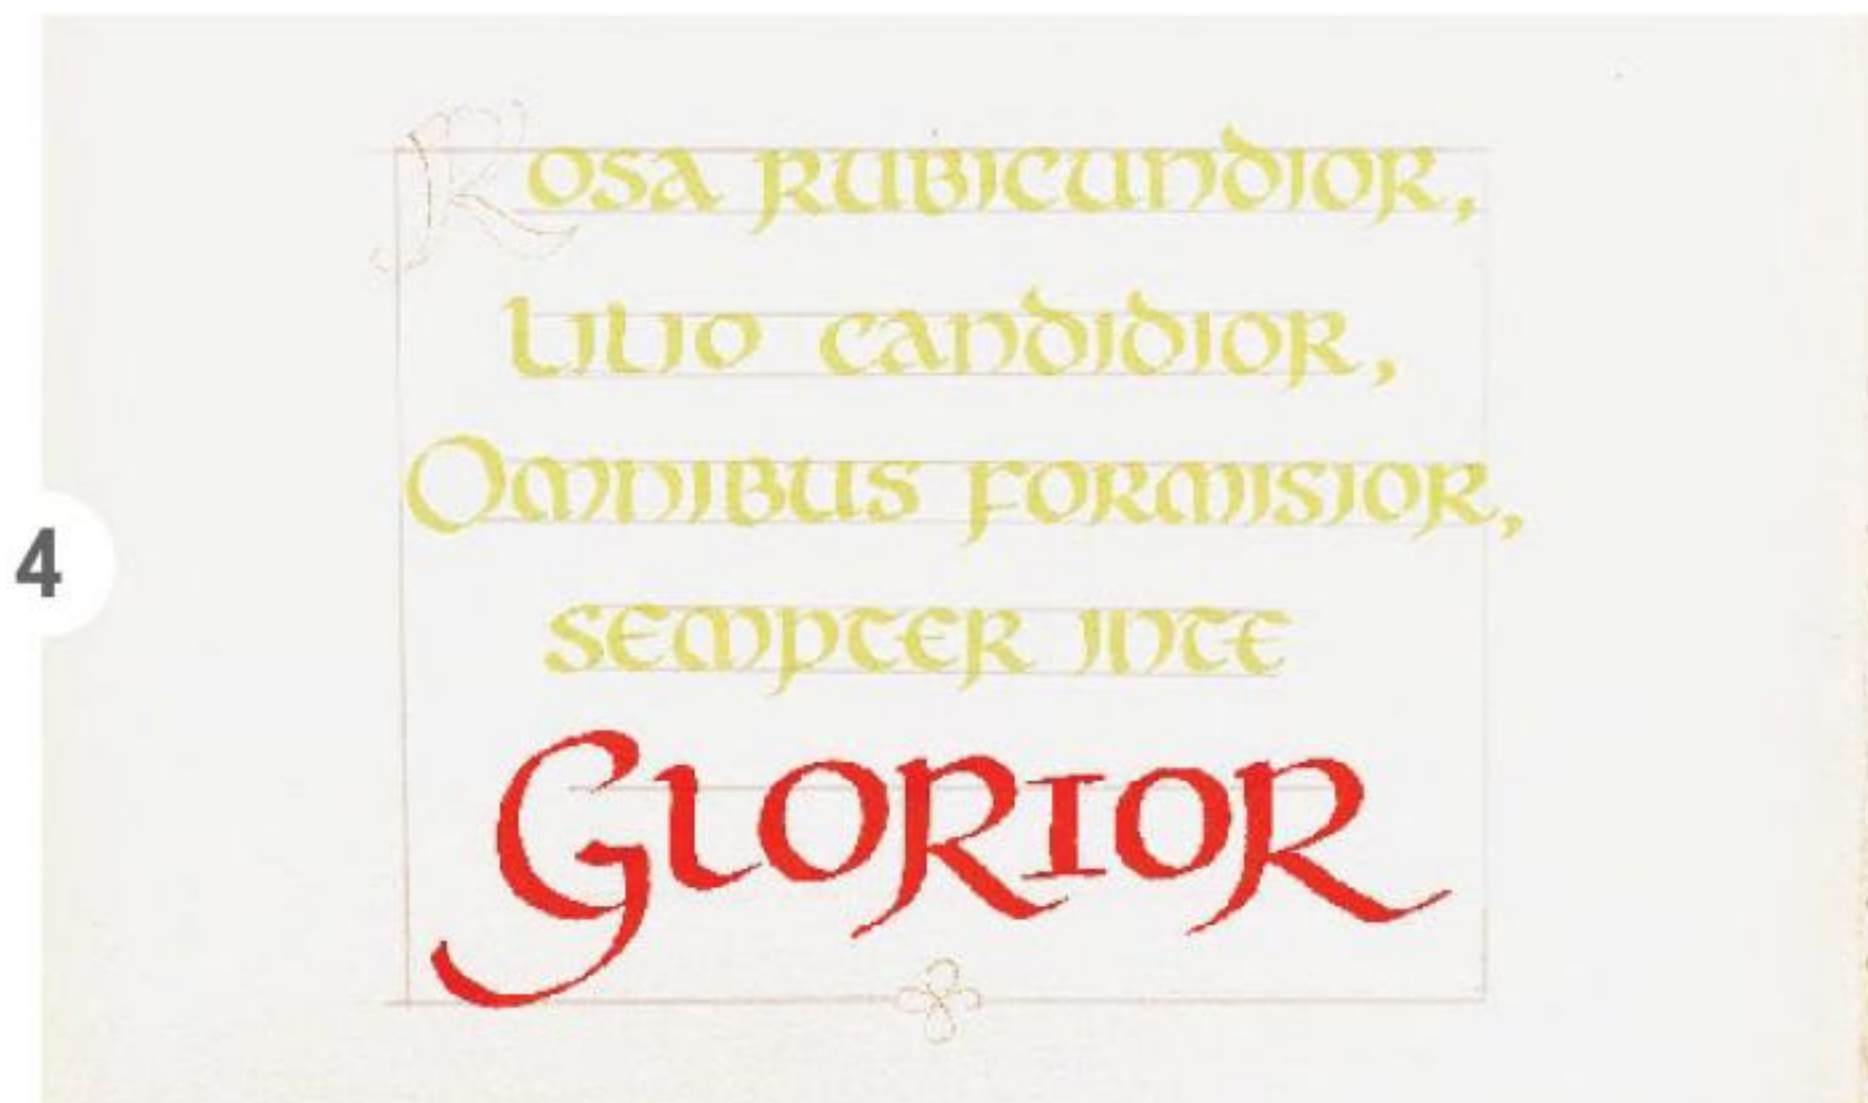 4
Rosa rubicundior,
Lilio candidior,
Omnibus formisior,
sempter inte
Glorior